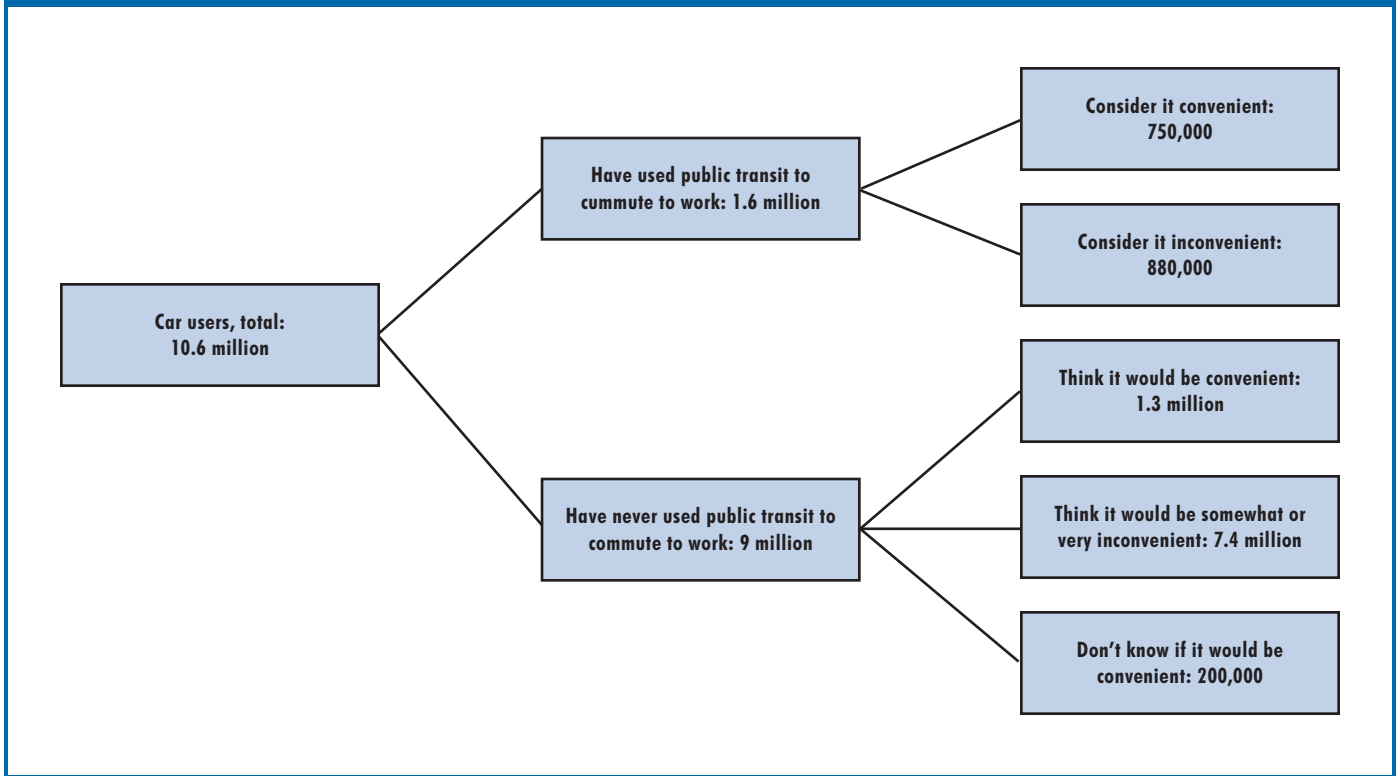 Car users, total:
10.6 million
Have used public transit to
cummute to work: 1.6 million
Have never used public transit to
commute to work: 9 million
Consider it convenient:
750,000
Consider it inconvenient:
880,000
Think it would be convenient:
1.3 million
Think it would be somewhat or
very inconvenient: 7.4 million
Don't know if it would be
convenient: 200,000